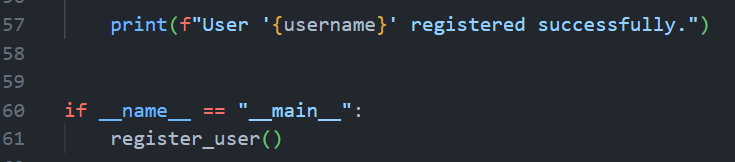 57 print(f"User '{username}' registered successfully.")
58
59
60 if __name__ == "__main__":
61 register_user()